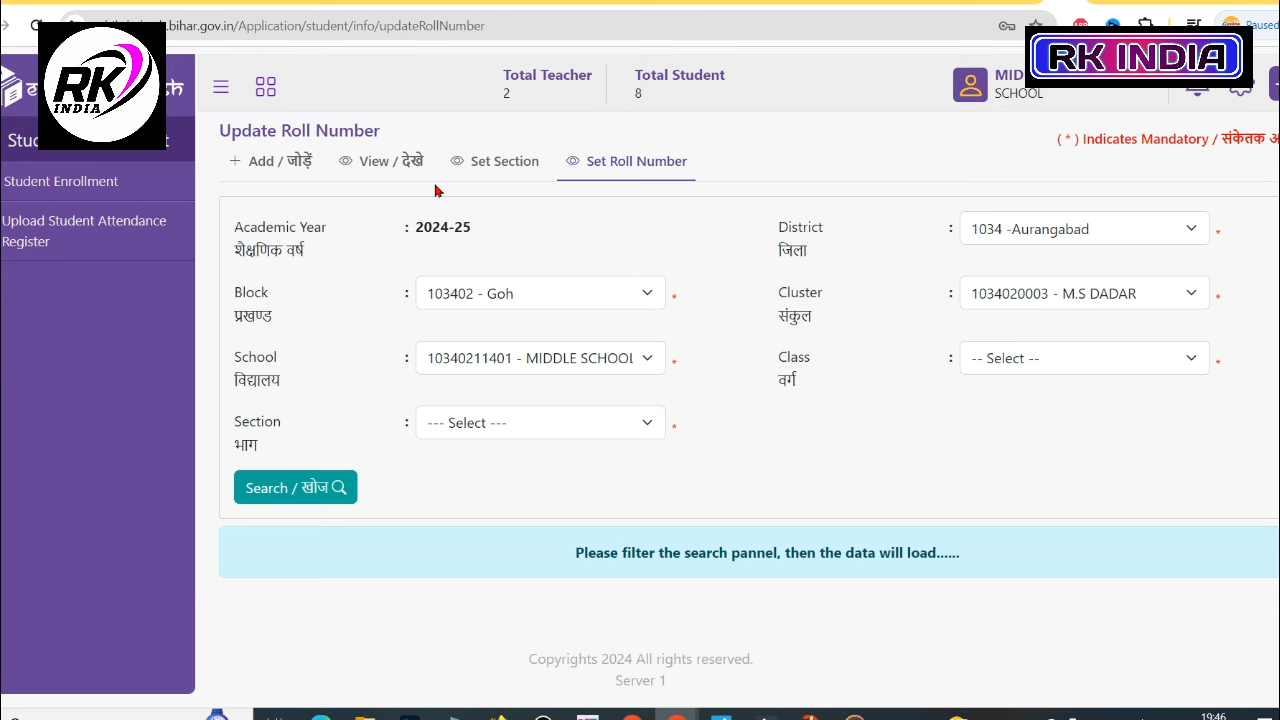 .bihar.gov.in/Application/student/info/updateRollNumber
Paused
RK
INDIA
RK INDIA
Total Teacher
2
Total Student
8
MID
SCHOOL
Update Roll Number
( * ) Indicates Mandatory / संकेतक
Add / जोड़ें
View / देखे
Set Section
Set Roll Number
Student Enrollment
Upload Student Attendance
Register
Academic Year
शैक्षणिक वर्ष
: 2024-25
District
जिला
: 1034 -Aurangabad *
Block
प्रखण्ड
: 103402 - Goh *
Cluster
संकुल
: 1034020003 - M.S DADAR *
School
विद्यालय
: 10340211401 - MIDDLE SCHOOL *
Class
वर्ग
: -- Select -- *
Section
भाग
: --- Select --- *
Search / खोज
Please filter the search pannel, then the data will load......
Copyrights 2024 All rights reserved.
Server 1
19:46